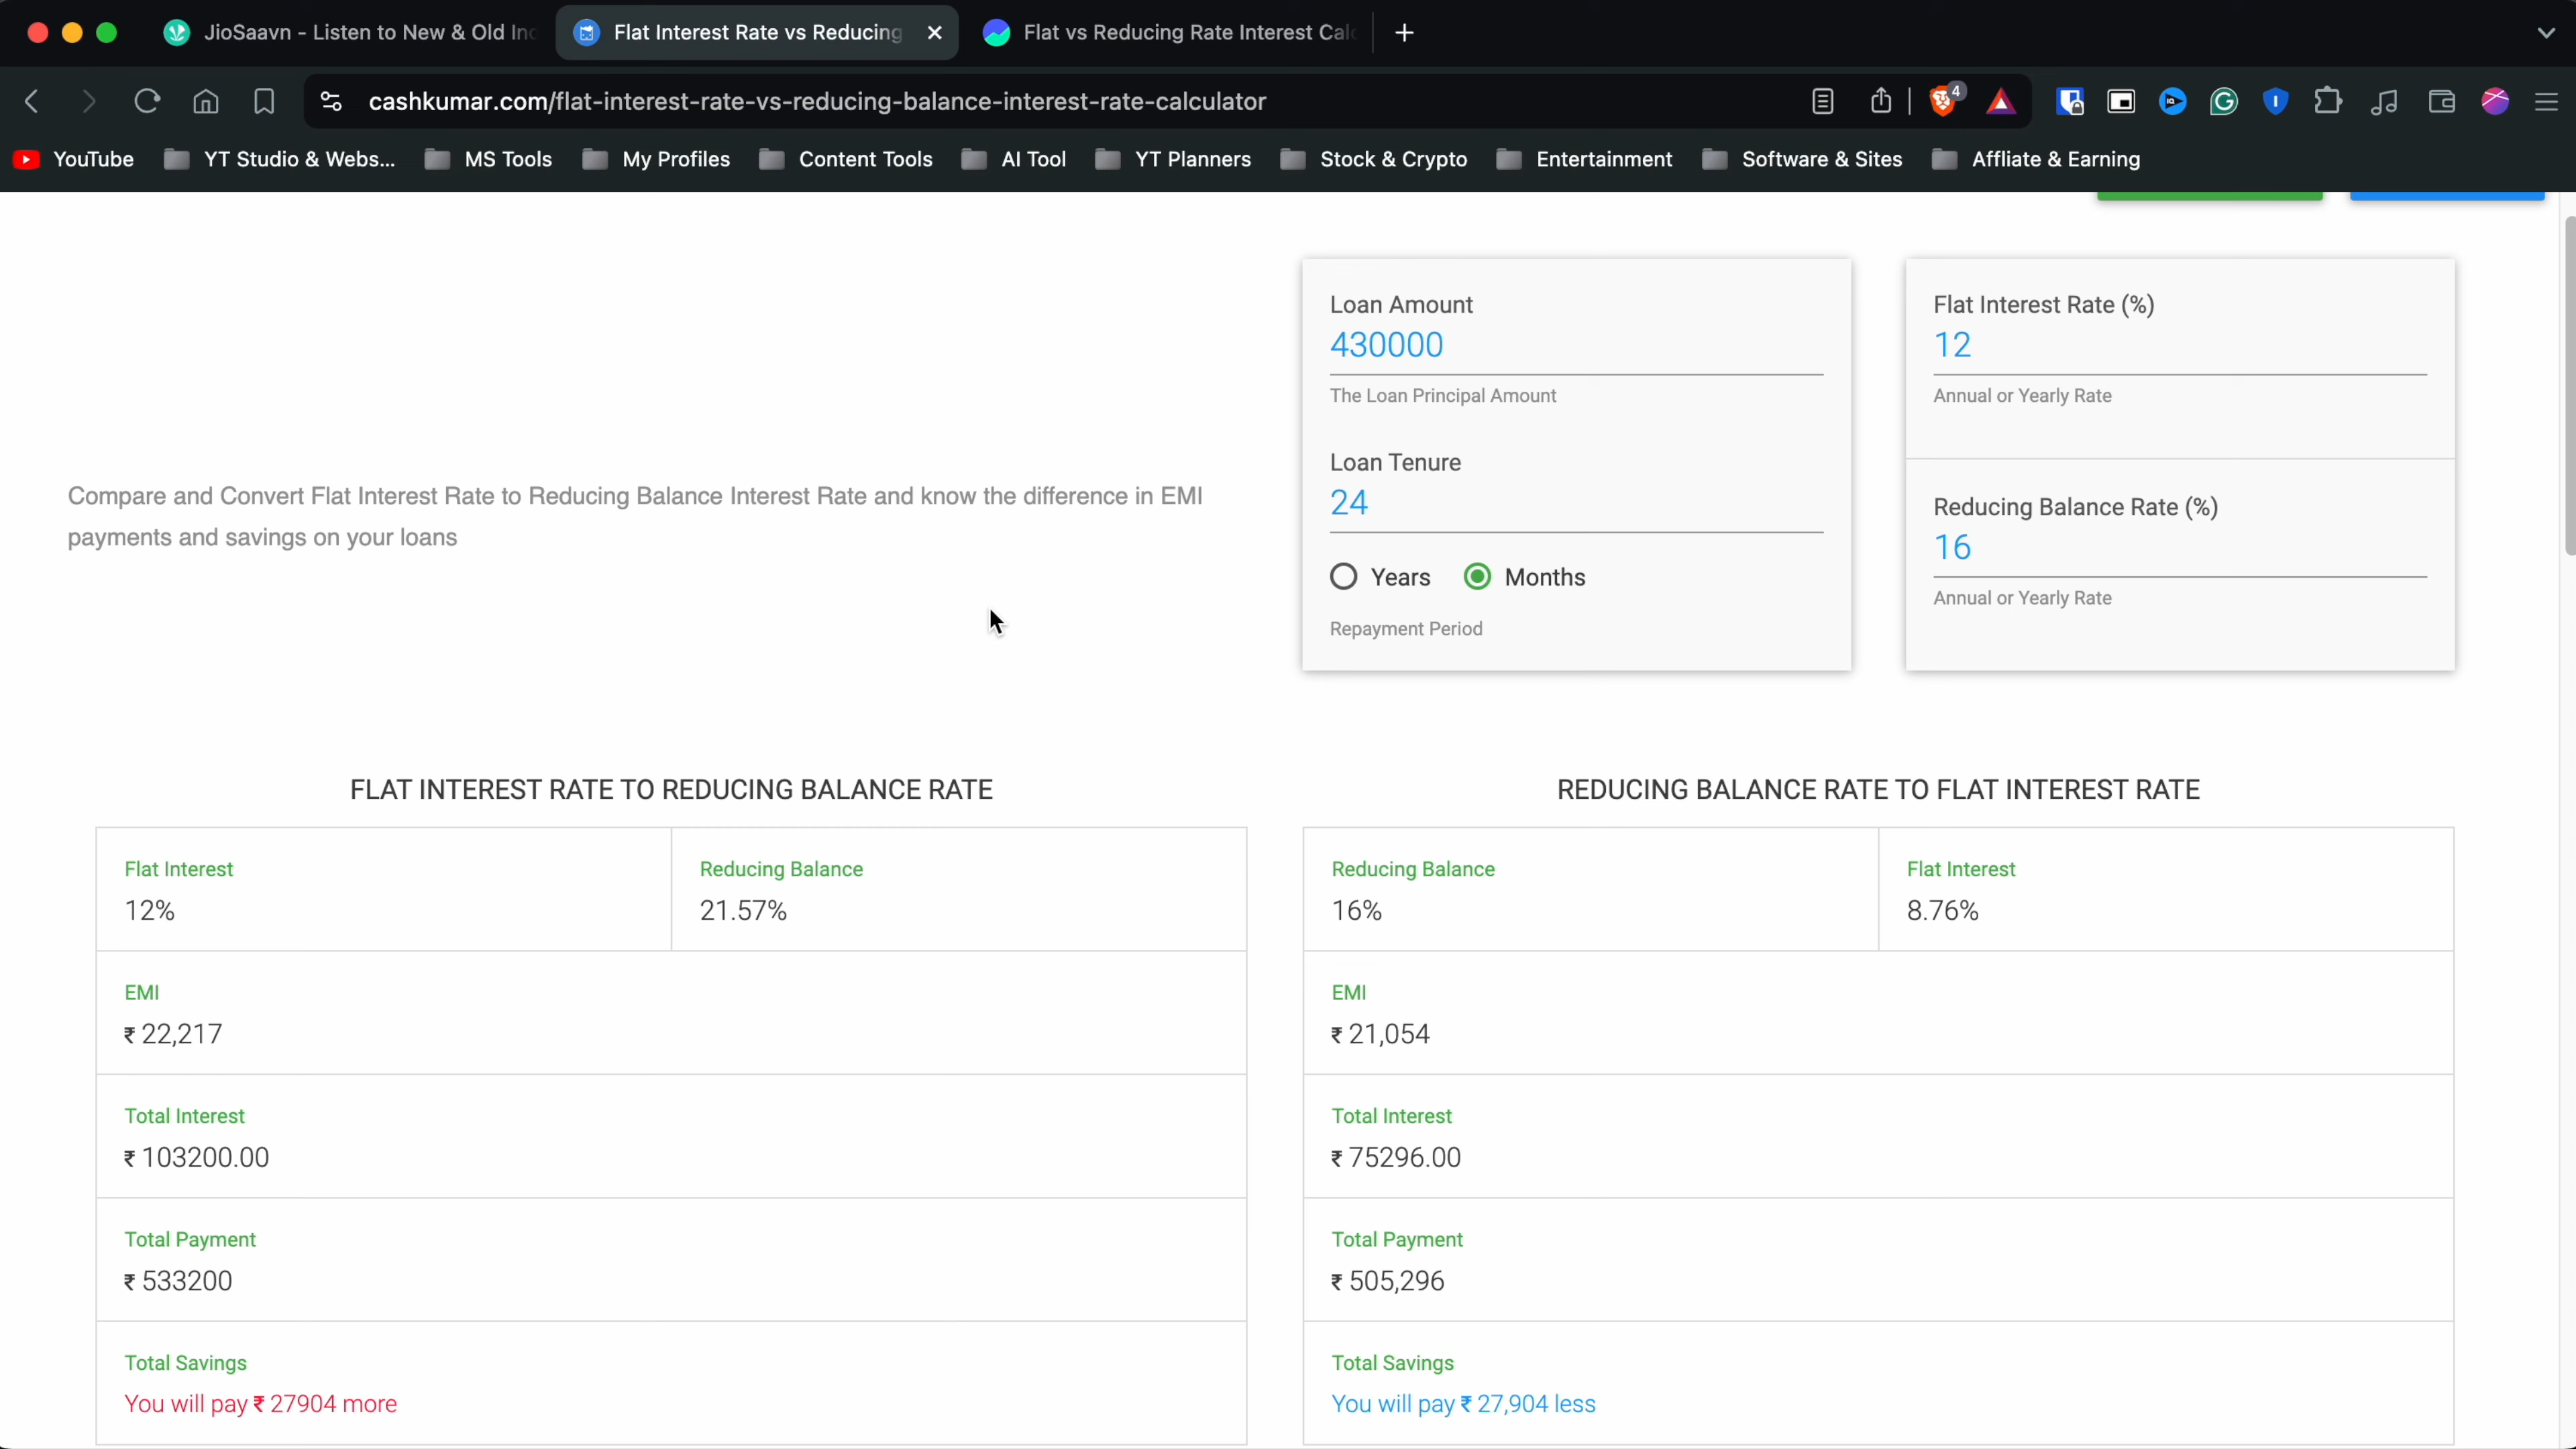 JioSaavn - Listen to New & Old In
Flat Interest Rate vs Reducing
Flat vs Reducing Rate Interest Cal
cashkumar.com/flat-interest-rate-vs-reducing-balance-interest-rate-calculator
4
YouTube
YT Studio & Webs...
MS Tools
My Profiles
Content Tools
AI Tool
YT Planners
Stock & Crypto
Entertainment
Software & Sites
Affliate & Earning
Compare and Convert Flat Interest Rate to Reducing Balance Interest Rate and know the difference in EMI
payments and savings on your loans
Loan Amount
430000
The Loan Principal Amount
Loan Tenure
24
Years Months
Repayment Period
Flat Interest Rate (%)
12
Annual or Yearly Rate
Reducing Balance Rate (%)
16
Annual or Yearly Rate
FLAT INTEREST RATE TO REDUCING BALANCE RATE
Flat Interest
12%
Reducing Balance
21.57%
EMI
₹ 22,217
Total Interest
₹ 103200.00
Total Payment
₹ 533200
Total Savings
You will pay ₹ 27904 more
REDUCING BALANCE RATE TO FLAT INTEREST RATE
Reducing Balance
16%
Flat Interest
8.76%
EMI
₹ 21,054
Total Interest
₹ 75296.00
Total Payment
₹ 505,296
Total Savings
You will pay ₹ 27,904 less